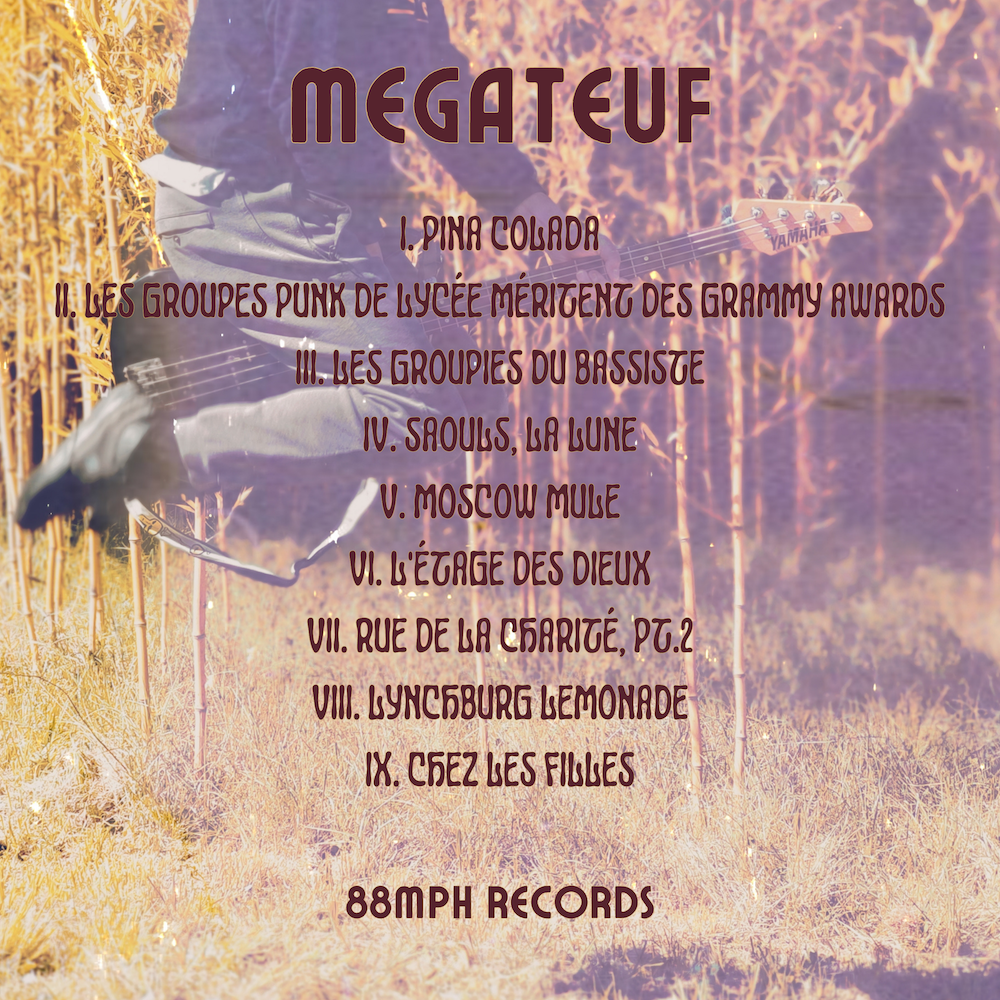 MEGATEUF
YAMAHA
I. PINA COLADA
II. LES GROUPES PUNK DE LYCÉE MÉRITENT DES GRAMMY AWARDS
III. LES GROUPIES DU BASSISTE
IV. SAOULS, LA LUNE
V. MOSCOW MULE
VI. L'ÉTAGE DES DIEUX
VII. RUE DE LA CHARITÉ, PT.2
VIII. LYNCHBURG LEMONADE
IX. CHEZ LES FILLES
88MPH RECORDS